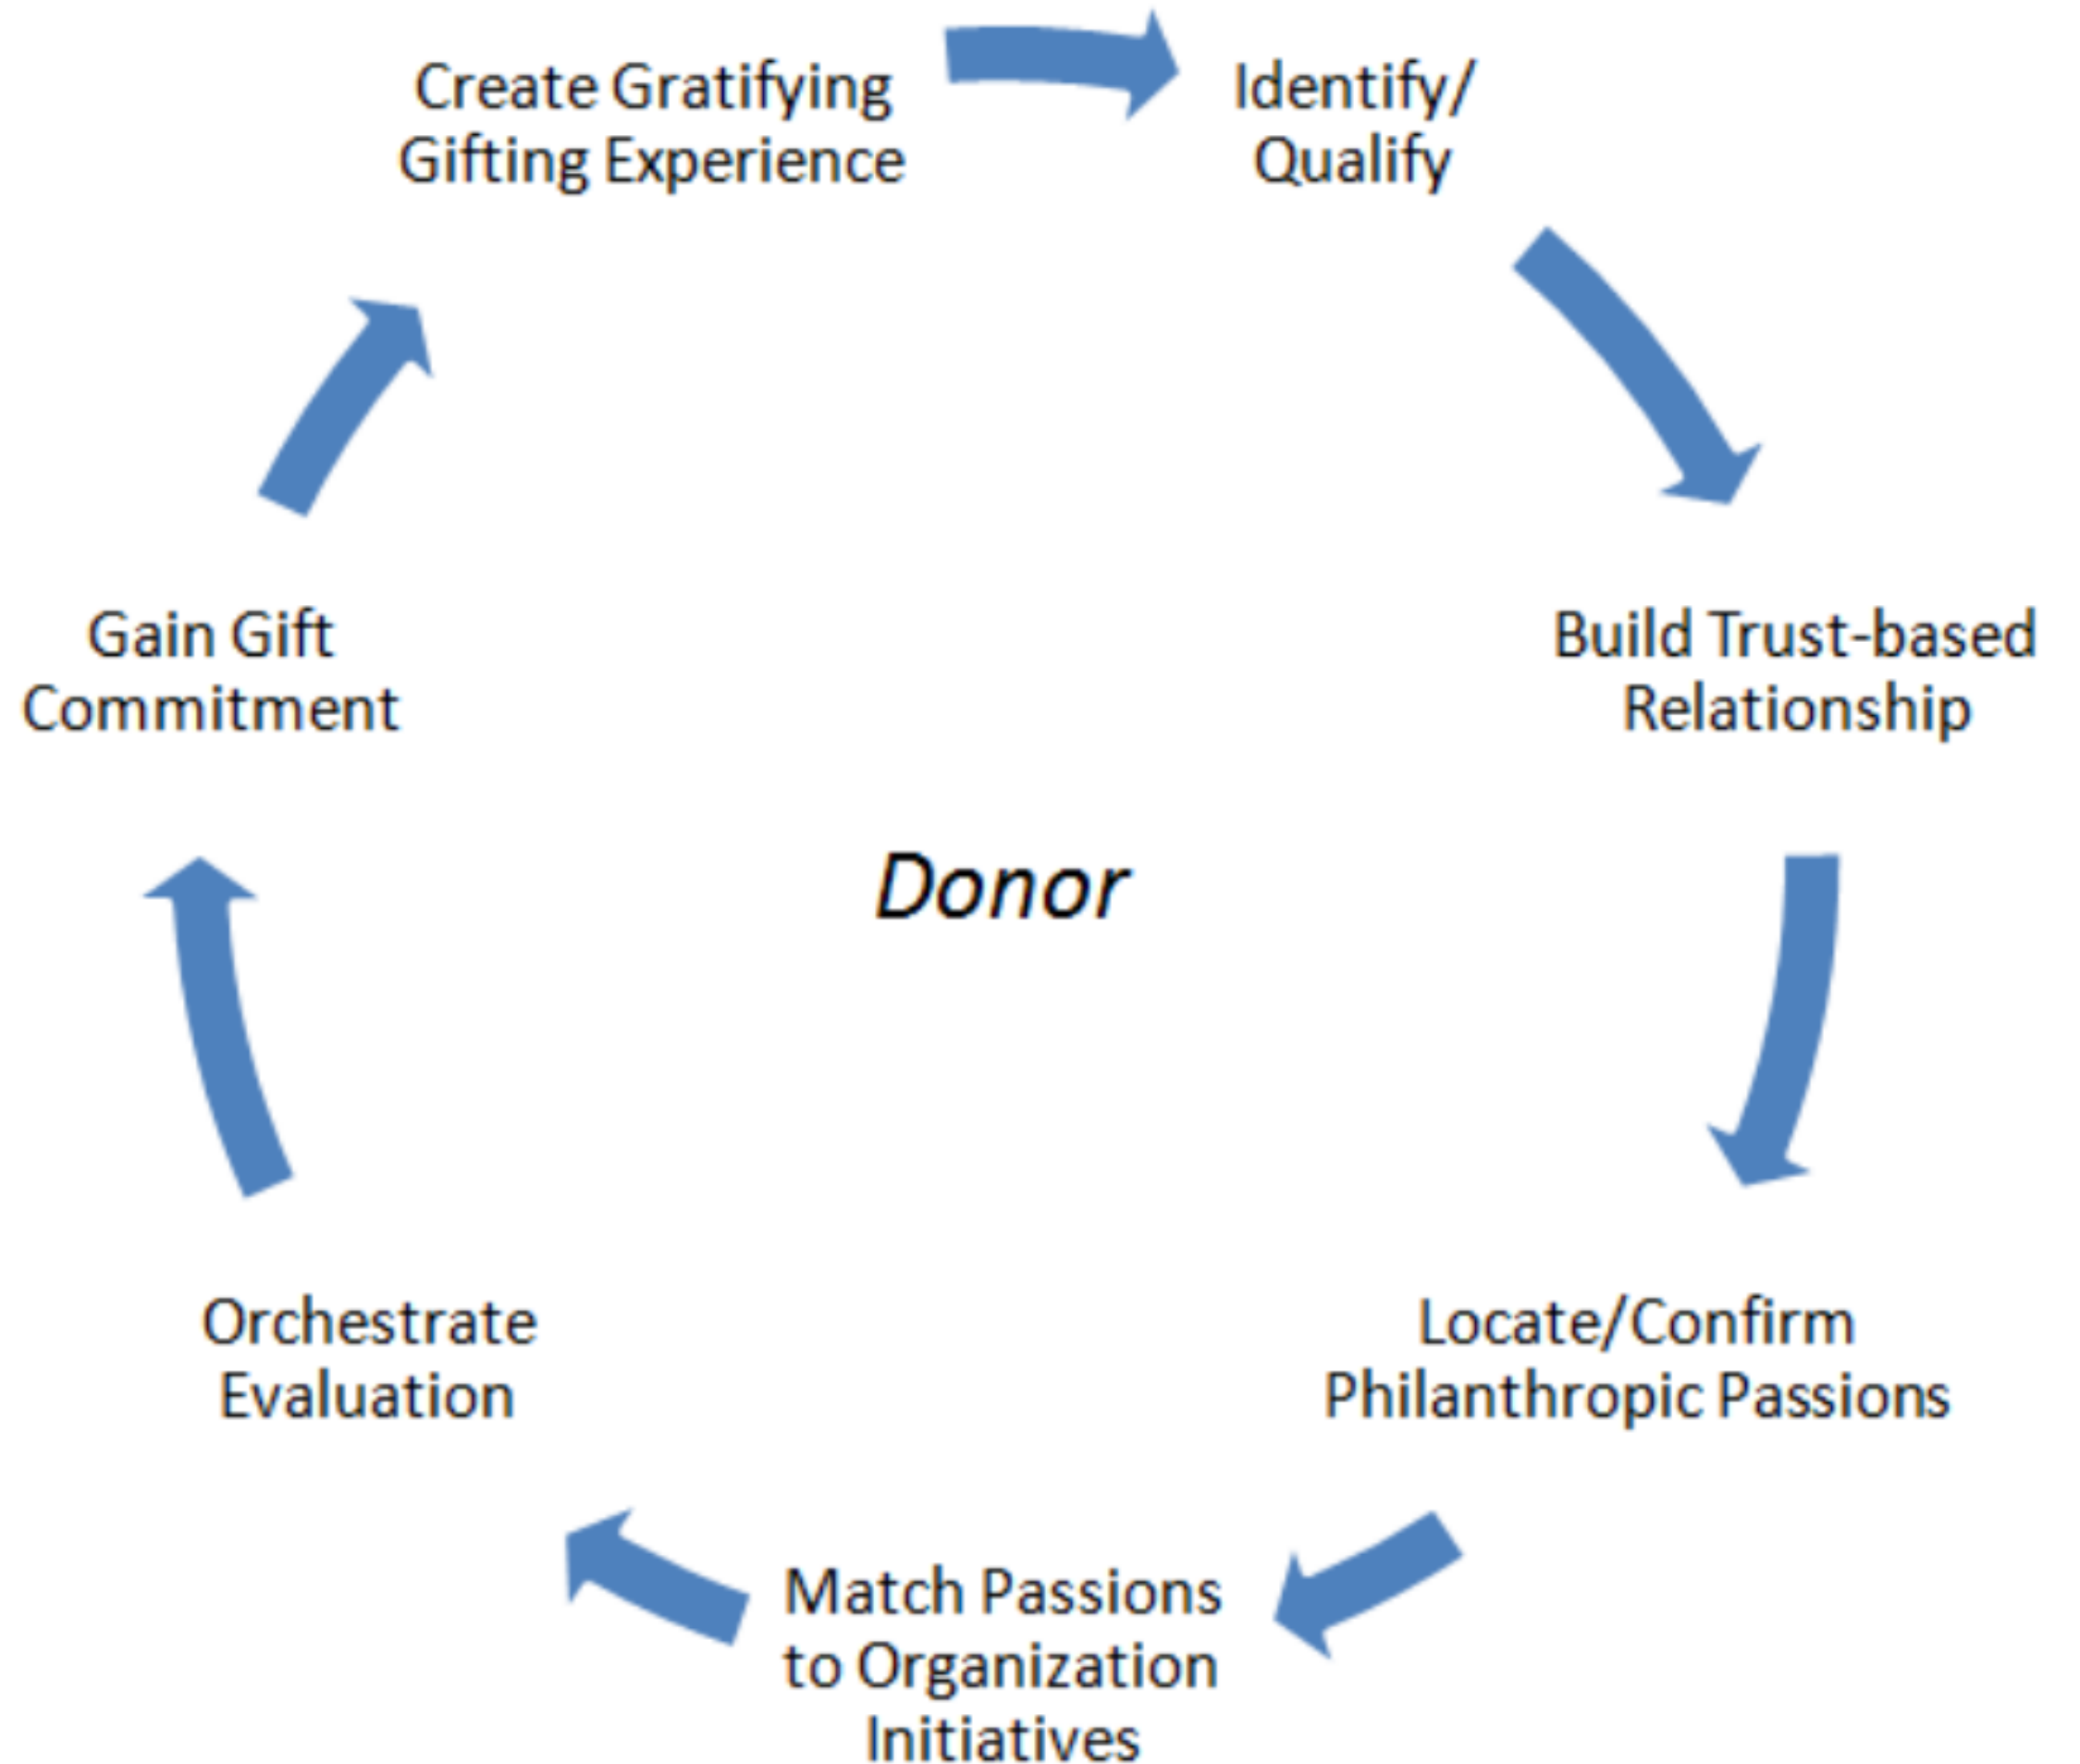 Create Gratifying
Gifting Experience
Identify/
Qualify
Build Trust-based
Relationship
Locate/Confirm
Philanthropic Passions
Match Passions
to Organization
Initiatives
Orchestrate
Evaluation
Gain Gift
Commitment
Donor